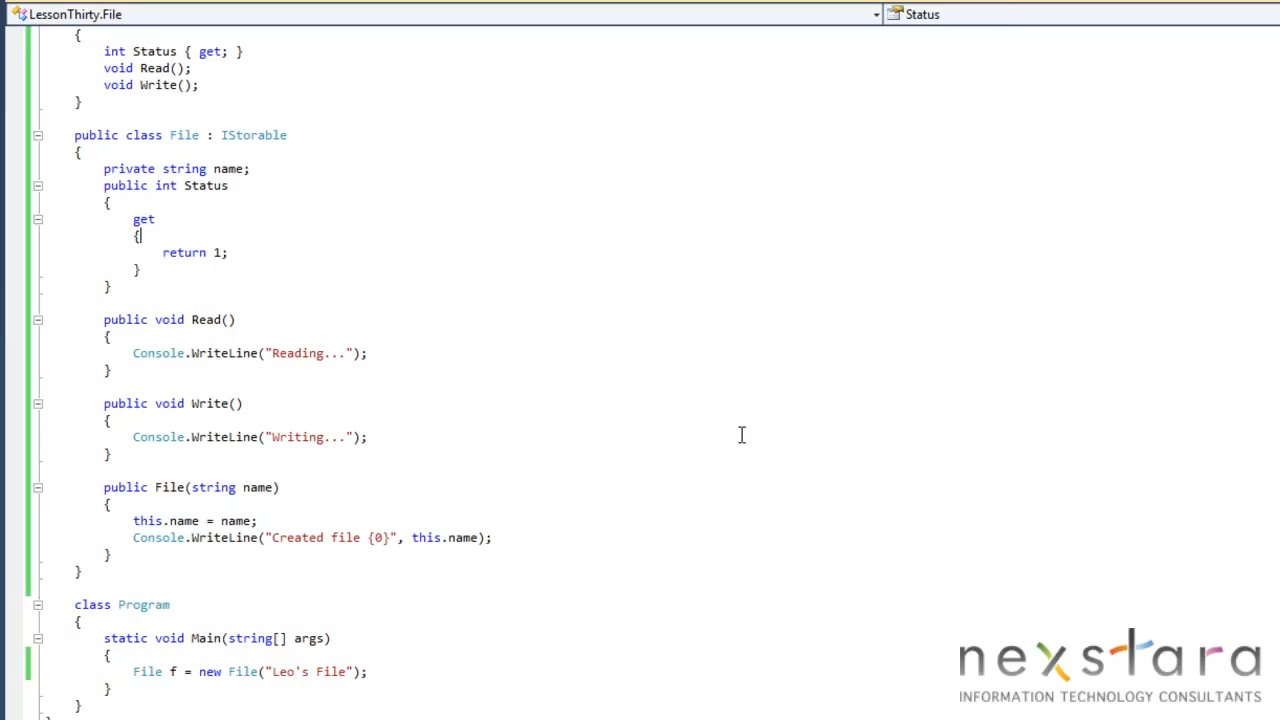 LessonThirty.File
Status
{
int Status { get; }
void Read();
void Write();
}
public class File : IStorable
{
private string name;
public int Status
{
get
{
return 1;
}
}
public void Read()
{
Console.WriteLine("Reading...");
}
public void Write()
{
Console.WriteLine("Writing...");
}
public File(string name)
{
this.name = name;
Console.WriteLine("Created file {0}", this.name);
}
}
class Program
{
static void Main(string[] args)
{
File f = new File("Leo's File");
}
}
nexstara
INFORMATION TECHNOLOGY CONSULTANTS